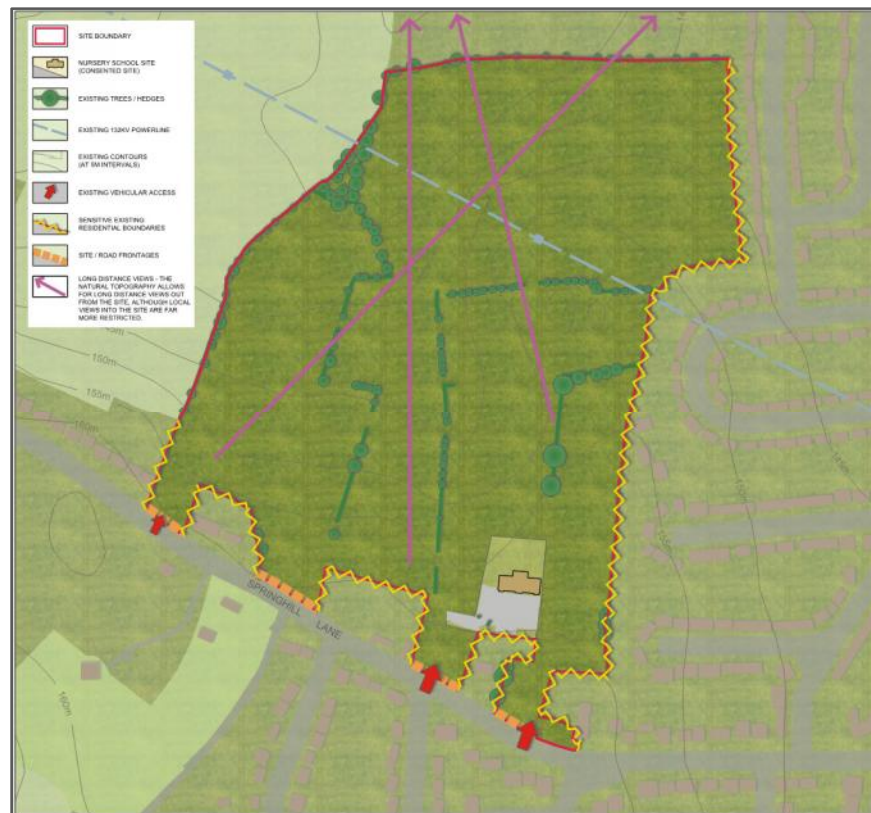 SITE BOUNDARY
NURSERY SCHOOL SITE
(CONSENTED SITE)
EXISTING TREES / HEDGES
EXISTING 132KV POWERLINE
EXISTING CONTOURS
(AT 5M INTERVALS)
EXISTING VEHICULAR ACCESS
SENSITIVE EXISTING
RESIDENTIAL BOUNDARIES
SITE / ROAD FRONTAGES
LONG DISTANCE VIEWS - THE
NATURAL TOPOGRAPHY ALLOWS
FOR LONG DISTANCE VIEWS OUT
FROM THE SITE, ALTHOUGH LOCAL
VIEWS INTO THE SITE ARE FAR
MORE RESTRICTED.
150m
155m
160m
SPRINGHILL LANE
160m